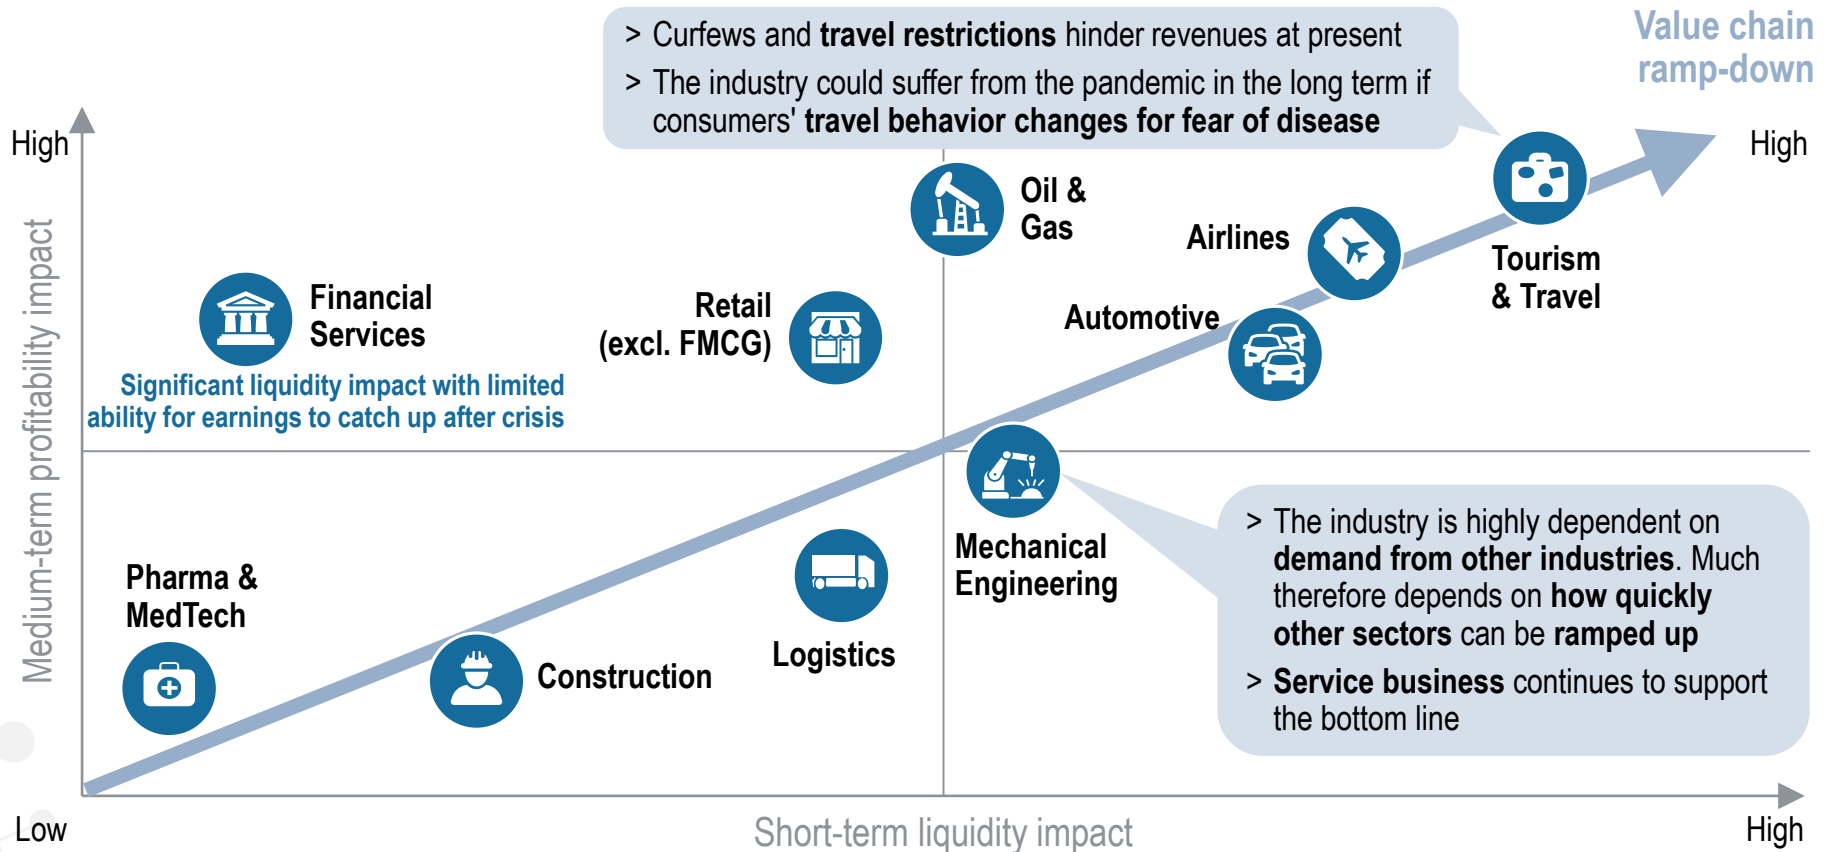 > Curfews and travel restrictions hinder revenues at present
> The industry could suffer from the pandemic in the long term if
consumers' travel behavior changes for fear of disease
Value chain
ramp-down
High
High
Medium-term profitability impact
Oil &
Gas
Airlines
Tourism
& Travel
Financial
Services
Retail
(excl. FMCG)
Automotive
Significant liquidity impact with limited
ability for earnings to catch up after crisis
Pharma &
MedTech
Construction
Logistics
Mechanical
Engineering
> The industry is highly dependent on
demand from other industries. Much
therefore depends on how quickly
other sectors can be ramped up
> Service business continues to support
the bottom line
Low
Short-term liquidity impact
High